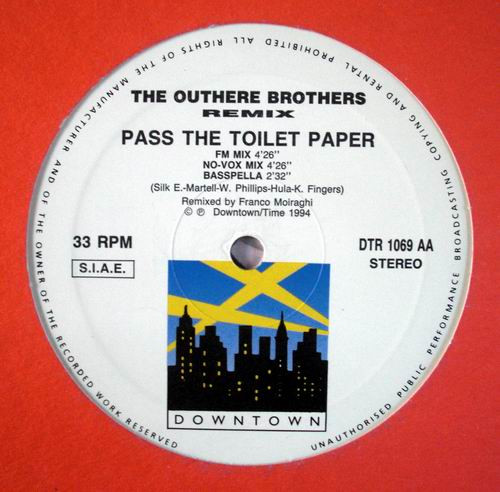 THE OUTHERE BROTHERS
REMIX
PASS THE TOILET PAPER
FM MIX 4'26''
NO-VOX MIX 4'26''
BASSPELLA 2'32''
(Silk E.-Martell-W. Phillips-Hula-K. Fingers)
Remixed by Franco Moiraghi
© ℗ Downtown/Time 1994
33 RPM
S.I.A.E.
DTR 1069 AA
STEREO
DOWNTOWN
ALL RIGHTS OF THE MANUFACTURER AND OF THE OWNER OF THE RECORDED WORK RESERVED
UNAUTHORISED PUBLIC PERFORMANCE BROADCASTING COPYING AND RENTAL PROHIBITED